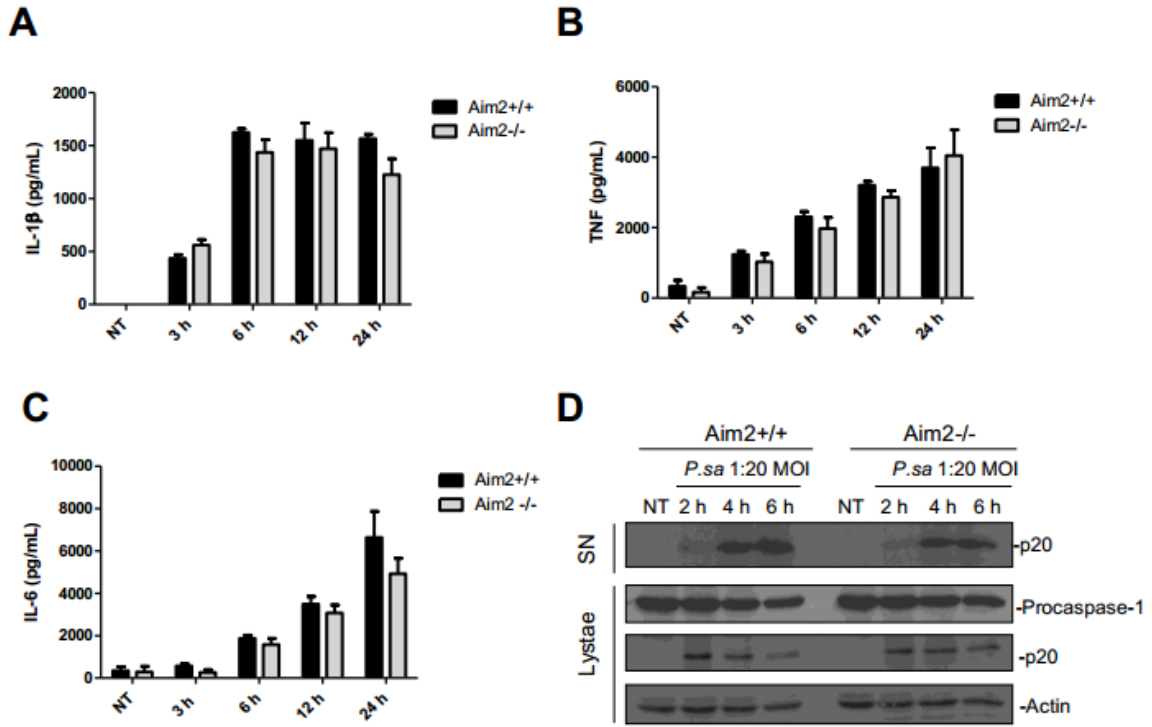 A
IL-1β (pg/mL)
2000
1500
1000
500
0
NT
3 h
6 h
12 h
24 h
Aim2+/+
Aim2-/-
B
TNF (pg/mL)
6000
4000
2000
0
NT
3 h
6 h
12 h
24 h
Aim2+/+
Aim2-/-
C
IL-6 (pg/mL)
10000
8000
6000
4000
2000
0
NT
3 h
6 h
12 h
24 h
Aim2+/+
Aim2 -/-
D
Aim2+/+ Aim2-/-
P.sa 1:20 MOI P.sa 1:20 MOI
NT 2 h 4 h 6 h NT 2 h 4 h 6 h
SN
-p20
Lystae
-Procaspase-1
-p20
-Actin